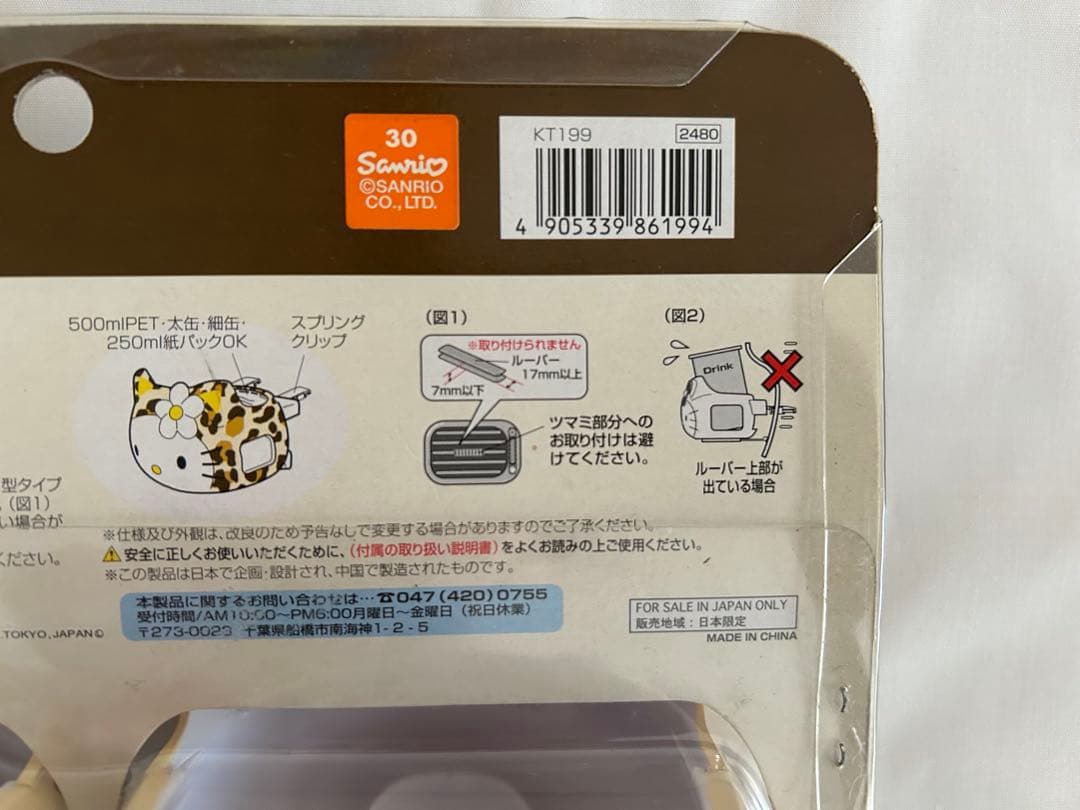 30
Sanrio
©SANRIO
CO., LTD.
KT199
2480
4 905339 861994
500mlPET・太缶・細缶・
250ml紙パックOK
スプリング
クリップ
(図1)
※取り付けられません
ルーバー
17mm以上
7mm以下
ツマミ部分への
お取り付けは避
けてください。
(図2)
Drink
ルーバー上部が
出ている場合
型タイプ
(図1)
い場合が
ください。
※仕様及び外観は、改良のため予告なしで変更する場合がありますのでご了承ください。
安全に正しくお使いいただくために、(付属の取り扱い説明書)をよくお読みの上ご使用ください。
※この製品は日本で企画・設計され、中国で製造されたものです。
本製品に関するお問い合わせは…☎047(420)0755
受付時間/AM10:00〜PM6:00月曜日〜金曜日(祝日休業)
〒273-0023 千葉県船橋市南海神1-2-5
.TOKYO, JAPAN©
FOR SALE IN JAPAN ONLY
販売地域:日本限定
MADE IN CHINA